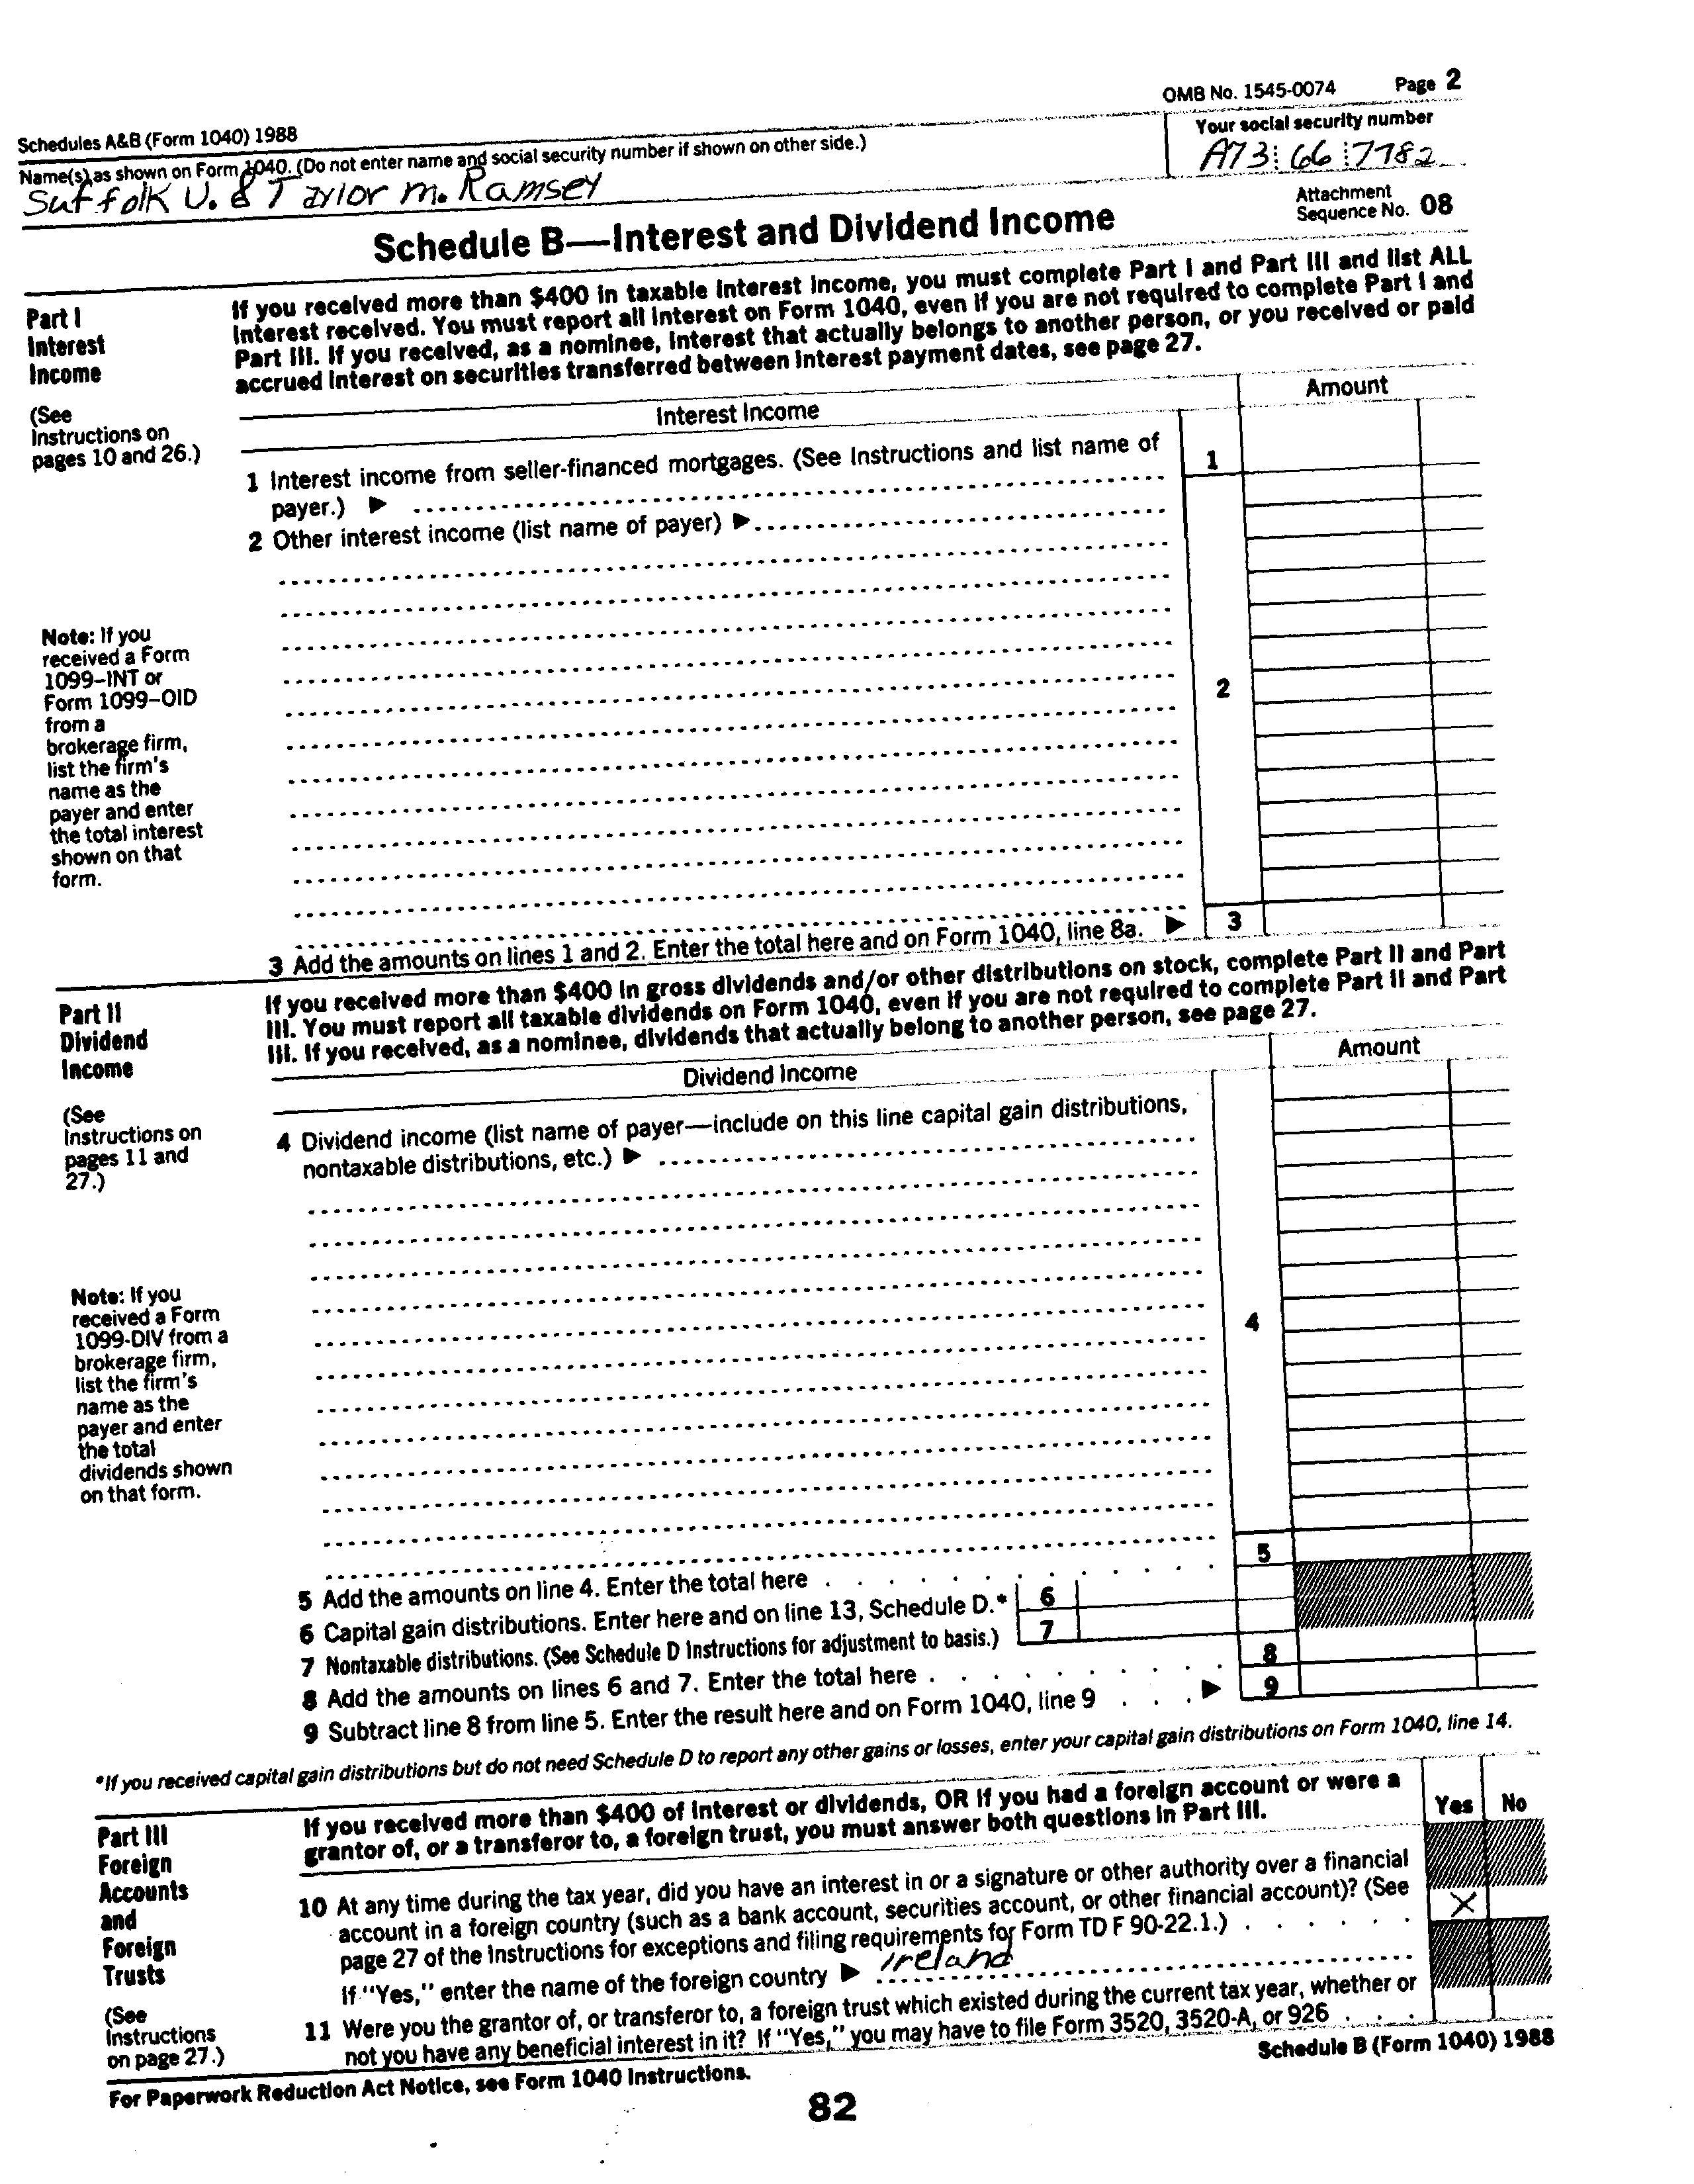 OMB No. 1545-0074 Page 2
Schedules A&B (Form 1040) 1988
Name(s) as shown on Form 1040. (Do not enter name and social security number if shown on other side.)
Your social security number
Suffolk U. & Taylor M. Ramsey
A73 66 7782
Attachment
Sequence No. 08
Schedule B—Interest and Dividend Income
Part I
Interest
Income
(See
Instructions on
pages 10 and 26.)
If you received more than $400 in taxable interest income, you must complete Part I and Part III and list ALL
interest received. You must report all interest on Form 1040, even if you are not required to complete Part I and
Part III. If you received, as a nominee, interest that actually belongs to another person, or you received or paid
accrued interest on securities transferred between interest payment dates, see page 27.
Interest Income
Amount
1 Interest income from seller-financed mortgages. (See Instructions and list name of
payer.) ▶
1
2 Other interest income (list name of payer) ▶
Note: If you
received a Form
1099–INT or
Form 1099–OID
from a
brokerage firm,
list the firm's
name as the
payer and enter
the total interest
shown on that
form.
2
3 Add the amounts on lines 1 and 2. Enter the total here and on Form 1040, line 8a. ▶
3
Part II
Dividend
Income
(See
Instructions on
pages 11 and
27.)
If you received more than $400 in gross dividends and/or other distributions on stock, complete Part II and Part
III. You must report all taxable dividends on Form 1040, even if you are not required to complete Part II and Part
III. If you received, as a nominee, dividends that actually belong to another person, see page 27.
Dividend Income
Amount
4 Dividend income (list name of payer—include on this line capital gain distributions,
nontaxable distributions, etc.) ▶
Note: If you
received a Form
1099-DIV from a
brokerage firm,
list the firm's
name as the
payer and enter
the total
dividends shown
on that form.
4
5 Add the amounts on line 4. Enter the total here
5
6 Capital gain distributions. Enter here and on line 13, Schedule D.*
6
7 Nontaxable distributions. (See Schedule D Instructions for adjustment to basis.)
7
8 Add the amounts on lines 6 and 7. Enter the total here
8
9 Subtract line 8 from line 5. Enter the result here and on Form 1040, line 9 ▶
9
*If you received capital gain distributions but do not need Schedule D to report any other gains or losses, enter your capital gain distributions on Form 1040, line 14.
Part III
Foreign
Accounts
and
Foreign
Trusts
(See
Instructions
on page 27.)
If you received more than $400 of interest or dividends, OR if you had a foreign account or were a
grantor of, or a transferor to, a foreign trust, you must answer both questions in Part III.
Yes No
10 At any time during the tax year, did you have an interest in or a signature or other authority over a financial
account in a foreign country (such as a bank account, securities account, or other financial account)? (See
page 27 of the Instructions for exceptions and filing requirements for Form TD F 90-22.1.)
X
If "Yes," enter the name of the foreign country ▶ Ireland
11 Were you the grantor of, or transferor to, a foreign trust which existed during the current tax year, whether or
not you have any beneficial interest in it? If "Yes," you may have to file Form 3520, 3520-A, or 926
For Paperwork Reduction Act Notice, see Form 1040 Instructions.
Schedule B (Form 1040) 1988
82